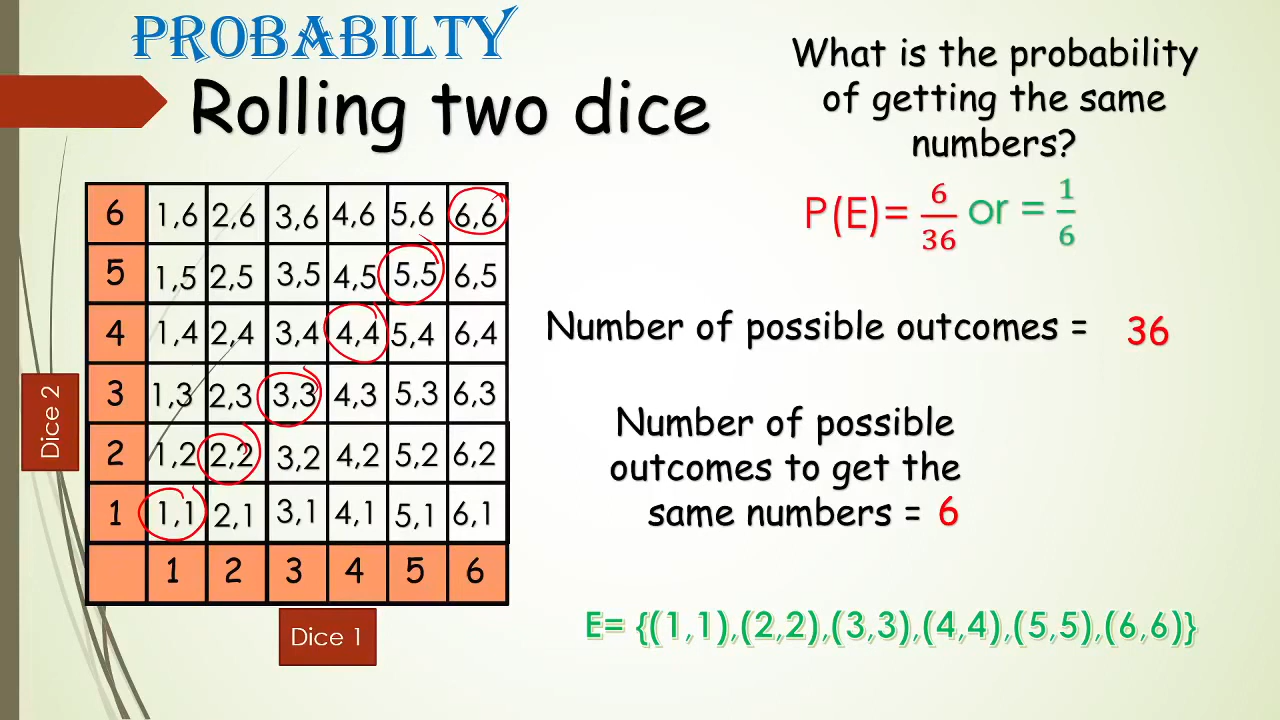 PROBABILTY
Rolling two dice
What is the probability
of getting the same
numbers?
P(E)= 6/36 or = 1/6
6 1,6 2,6 3,6 4,6 5,6 6,6
5 1,5 2,5 3,5 4,5 5,5 6,5
4 1,4 2,4 3,4 4,4 5,4 6,4
3 1,3 2,3 3,3 4,3 5,3 6,3
2 1,2 2,2 3,2 4,2 5,2 6,2
1 1,1 2,1 3,1 4,1 5,1 6,1
1 2 3 4 5 6
Dice 2
Dice 1
Number of possible outcomes = 36
Number of possible
outcomes to get the
same numbers = 6
E= {(1,1),(2,2),(3,3),(4,4),(5,5),(6,6)}